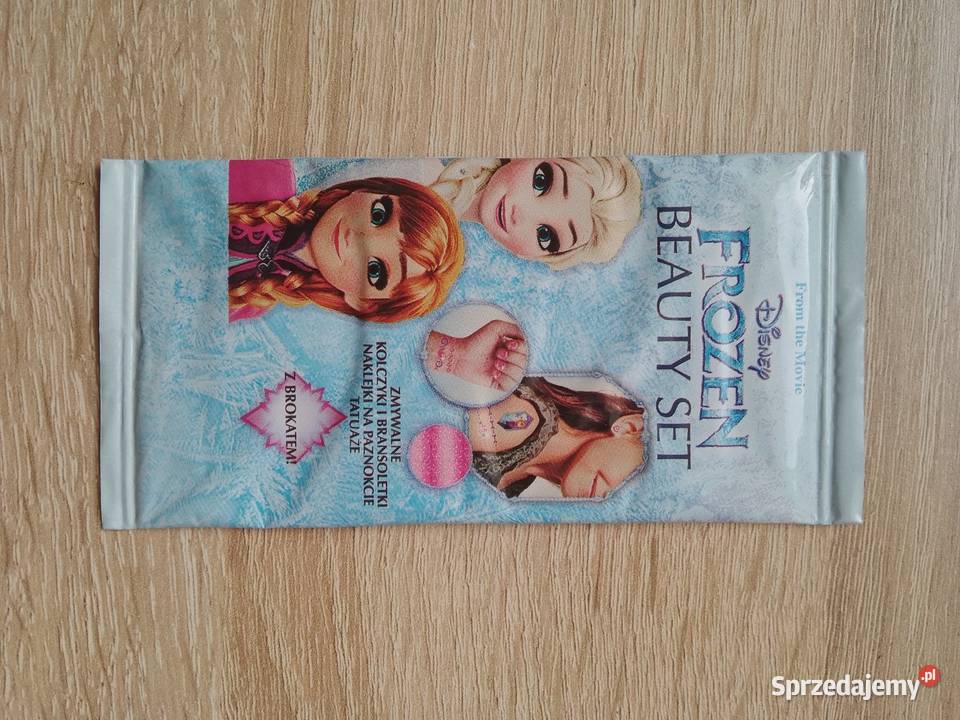 From the Movie
Disney
FROZEN
BEAUTY SET
ZMYWALNE
KOLCZYKI I BRANSOLETKI
NAKLEJKI NA PAZNOKCIE
TATUAŻE
Z BROKATEM!
Sprzedajemy.pl